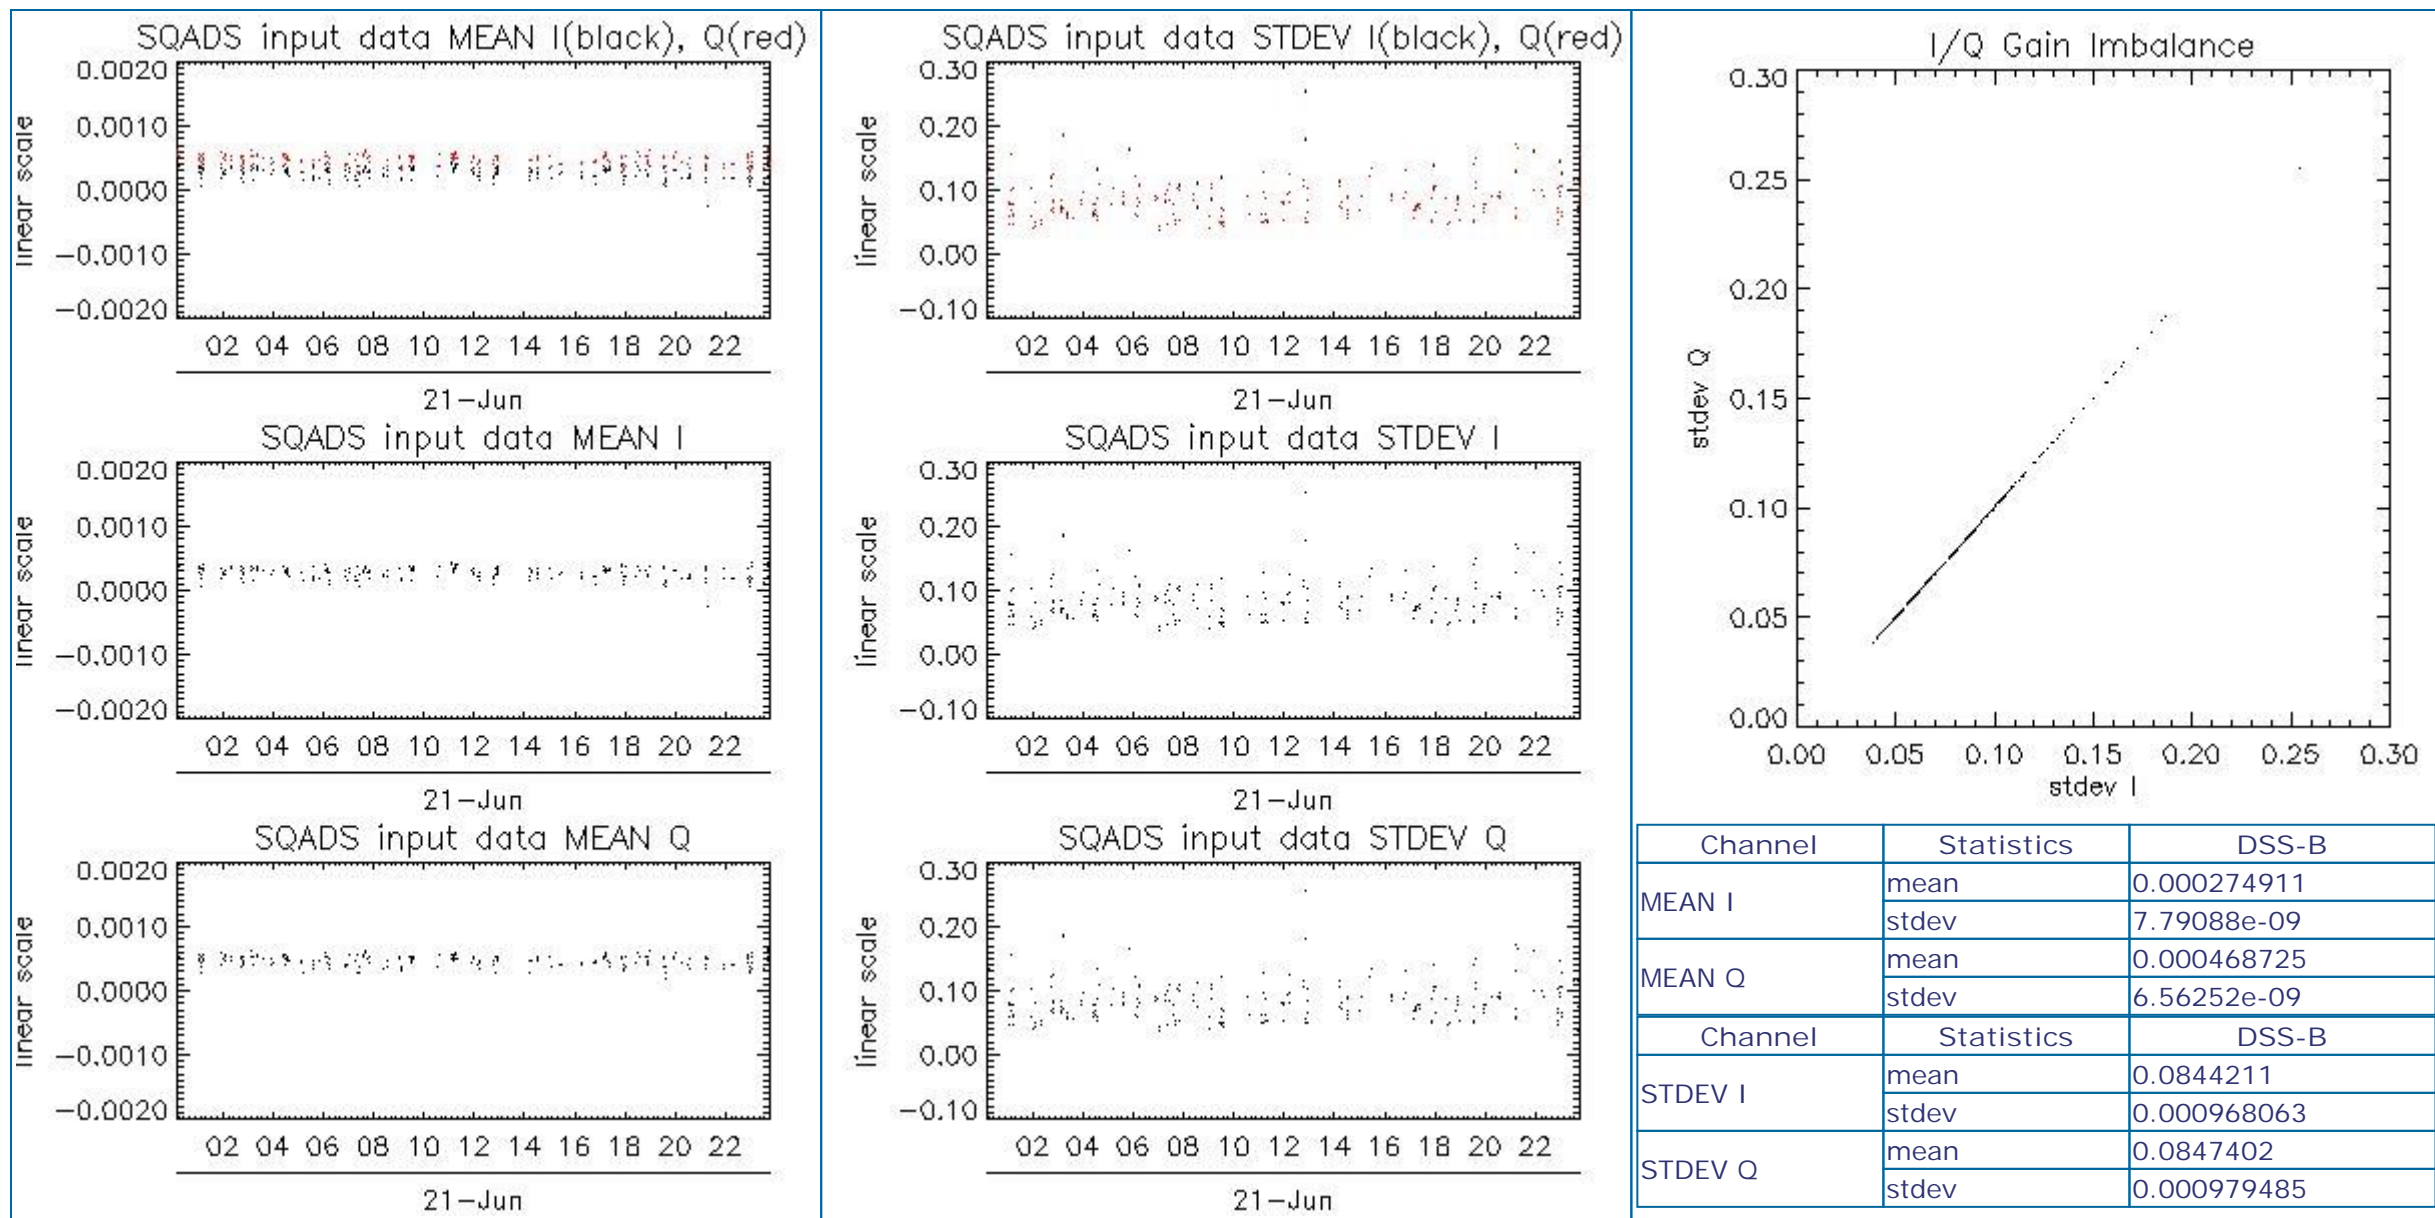 SQADS input data MEAN I(black), Q(red)
linear scale
0.0020
0.0010
0.0000
-0.0010
-0.0020
02 04 06 08 10 12 14 16 18 20 22
21-Jun
SQADS input data MEAN I
linear scale
0.0020
0.0010
0.0000
-0.0010
-0.0020
02 04 06 08 10 12 14 16 18 20 22
21-Jun
SQADS input data MEAN Q
linear scale
0.0020
0.0010
0.0000
-0.0010
-0.0020
02 04 06 08 10 12 14 16 18 20 22
21-Jun
SQADS input data STDEV I(black), Q(red)
linear scale
0.30
0.20
0.10
0.00
-0.10
02 04 06 08 10 12 14 16 18 20 22
21-Jun
SQADS input data STDEV I
linear scale
0.30
0.20
0.10
0.00
-0.10
02 04 06 08 10 12 14 16 18 20 22
21-Jun
SQADS input data STDEV Q
linear scale
0.30
0.20
0.10
0.00
-0.10
02 04 06 08 10 12 14 16 18 20 22
21-Jun
I/Q Gain Imbalance
stdev Q
0.30
0.25
0.20
0.15
0.10
0.05
0.00
0.00 0.05 0.10 0.15 0.20 0.25 0.30
stdev I
Channel Statistics DSS-B
MEAN I mean 0.000274911
stdev 7.79088e-09
MEAN Q mean 0.000468725
stdev 6.56252e-09
Channel Statistics DSS-B
STDEV I mean 0.0844211
stdev 0.000968063
STDEV Q mean 0.0847402
stdev 0.000979485